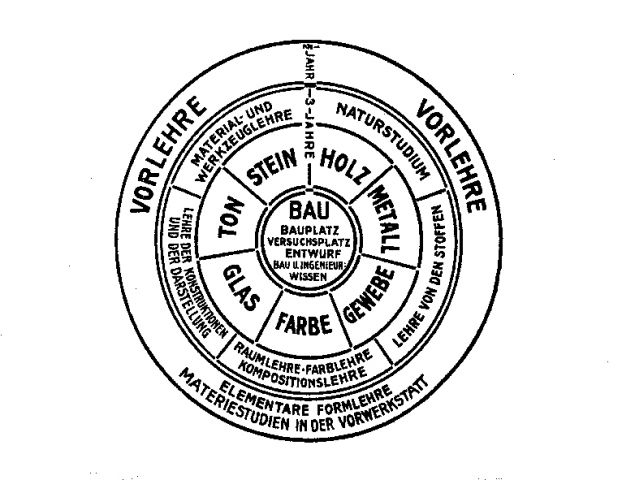 ½ JAHR
1-3-JAHRE
VORLEHRE
VORLEHRE
ELEMENTARE FORMLEHRE
MATERIESTUDIEN IN DER VORWERKSTATT
MATERIAL- UND
WERKZEUGLEHRE
NATURSTUDIUM
LEHRE VON DEN STOFFEN
RAUMLEHRE·FARBLEHRE
KOMPOSITIONSLEHRE
LEHRE DER KONSTRUKTIONEN
UND DER DARSTELLUNG
STEIN
HOLZ
METALL
GEWEBE
FARBE
GLAS
TON
BAU
BAUPLATZ
VERSUCHSPLATZ
ENTWURF
BAU U. INGENIEUR-
WISSEN